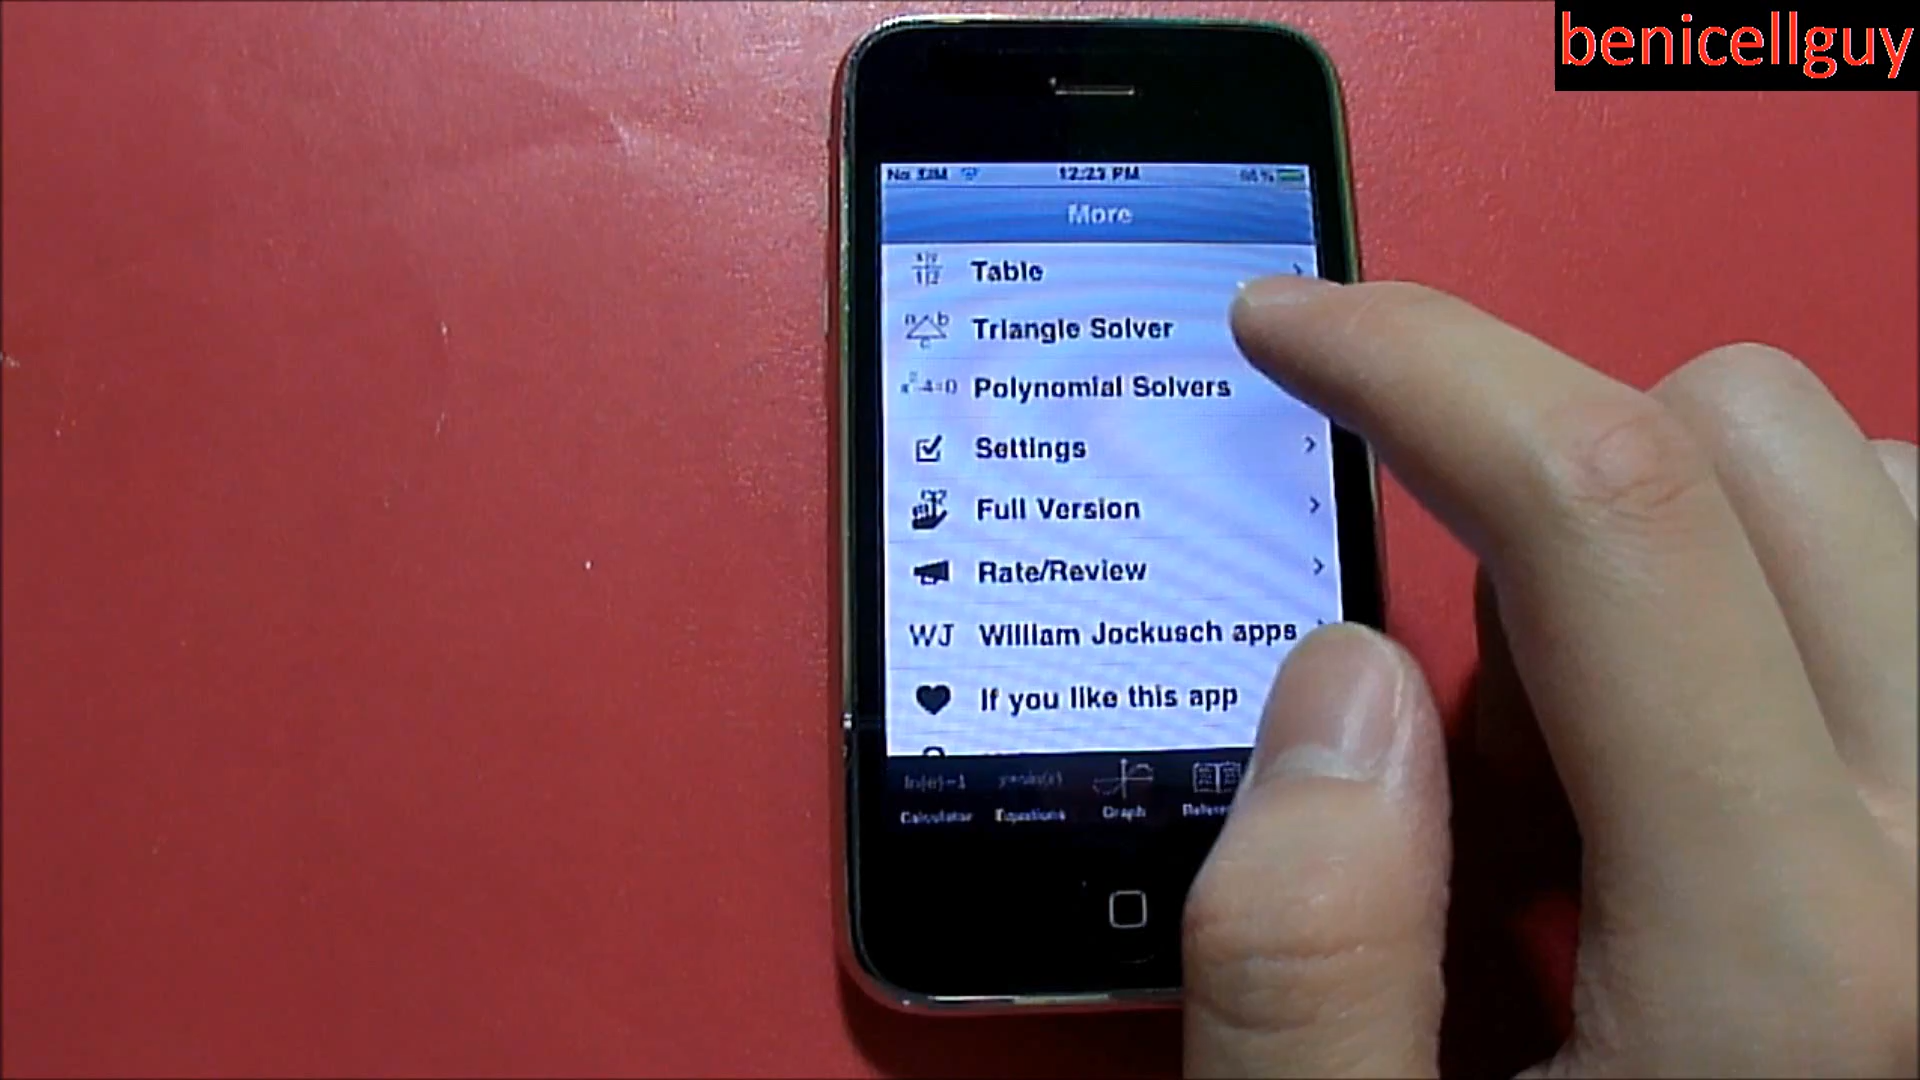 benicellguy
No SIM 12:23 PM
More
Table
Triangle Solver
Polynomial Solvers
Settings
Full Version
Rate/Review
WJ William Jockusch apps
If you like this app
Calculator Equations Graph